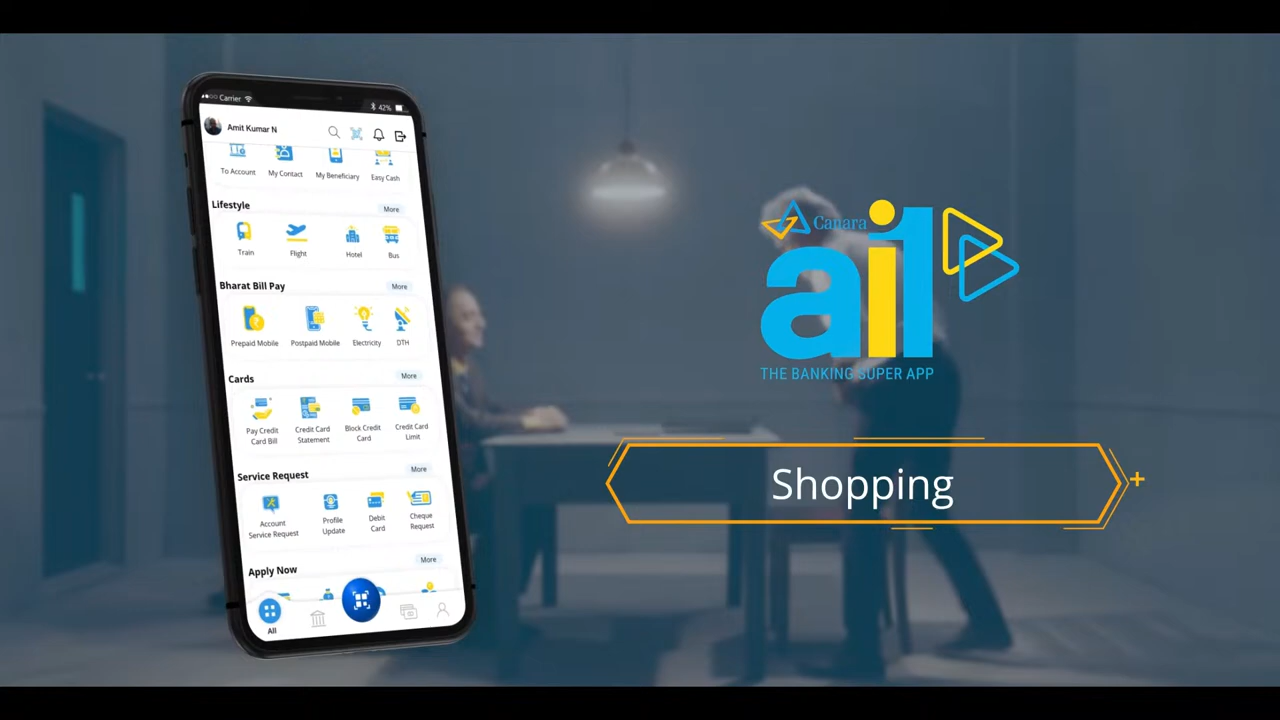 Carrier
42%
Amit Kumar N
To Account
My Contact
My Beneficiary
Easy Cash
Lifestyle
More
Train
Flight
Hotel
Bus
Bharat Bill Pay
More
Prepaid Mobile
Postpaid Mobile
Electricity
DTH
Cards
More
Pay Credit
Card Bill
Credit Card
Statement
Block Credit
Card
Credit Card
Limit
Service Request
More
Account
Service Request
Profile
Update
Debit
Card
Cheque
Request
Apply Now
More
All
Canara
ai1
THE BANKING SUPER APP
Shopping